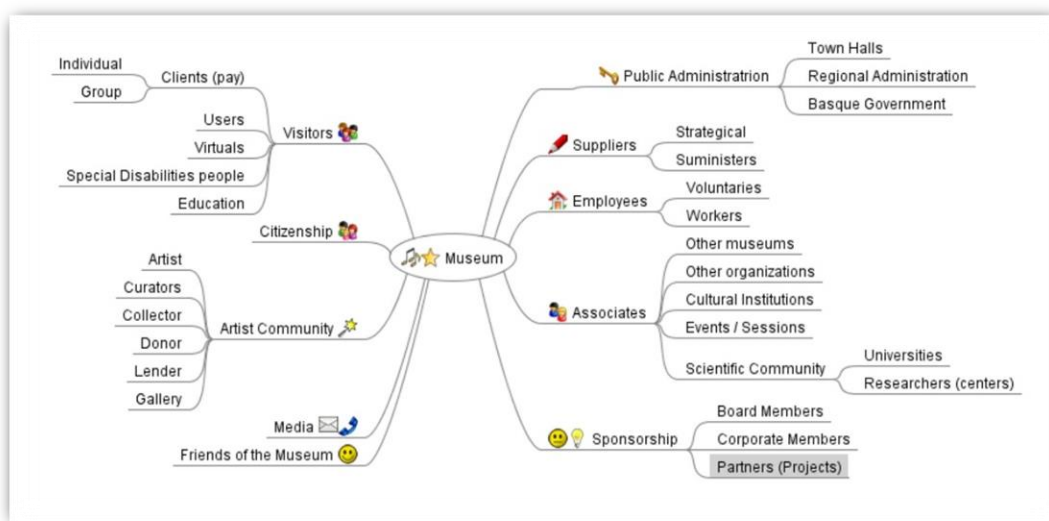 Museum
Visitors
Clients (pay)
Individual
Group
Users
Virtuals
Special Disabilities people
Education
Citizenship
Artist Community
Artist
Curators
Collector
Donor
Lender
Gallery
Media
Friends of the Museum
Public Administratrion
Town Halls
Regional Administration
Basque Government
Suppliers
Strategical
Suministers
Employees
Voluntaries
Workers
Associates
Other museums
Other organizations
Cultural Institutions
Events / Sessions
Scientific Community
Universities
Researchers (centers)
Sponsorship
Board Members
Corporate Members
Partners (Projects)